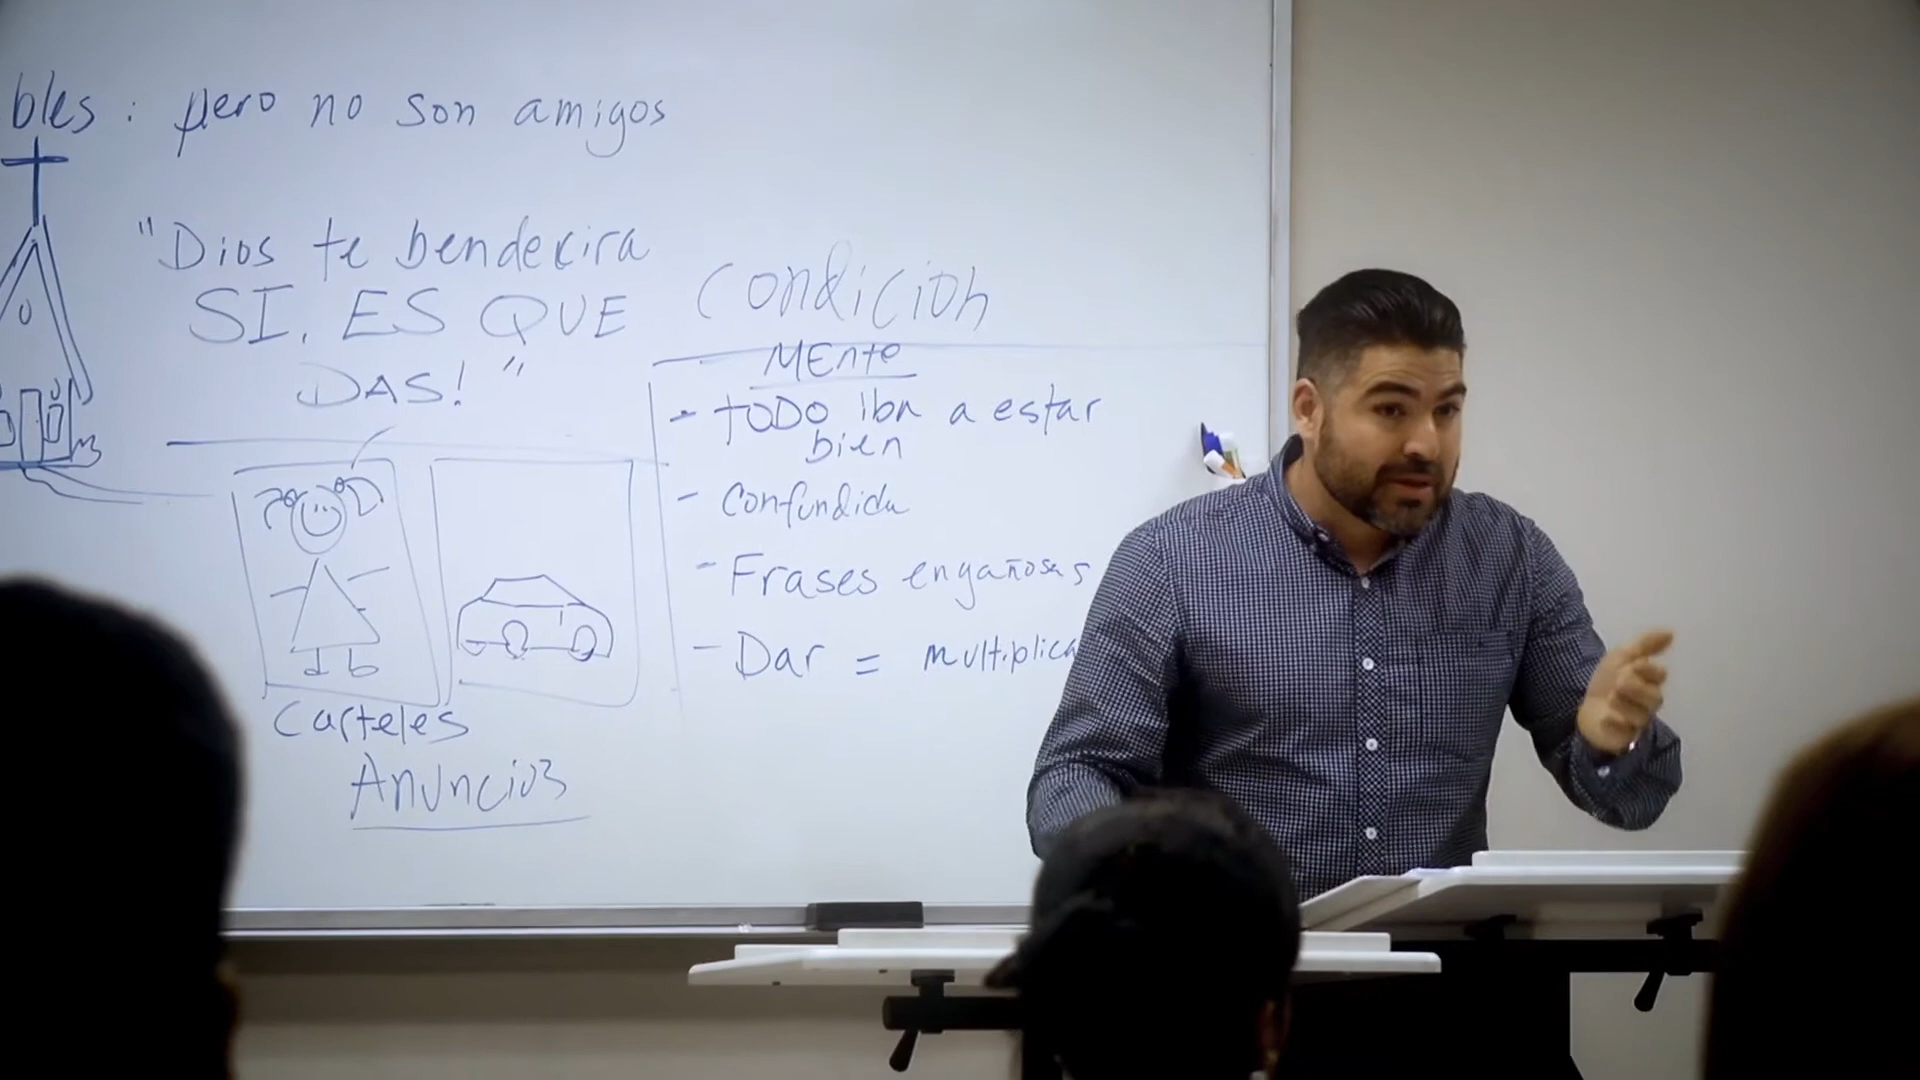 bles : pero no son amigos
"Dios te bendecira
SI, ES QUE
DAS!"
Condicion
MEnte
- TODO iba a estar
bien
- Confundida
- Frases engañosas
- Dar = multiplica
Carteles
Anuncios